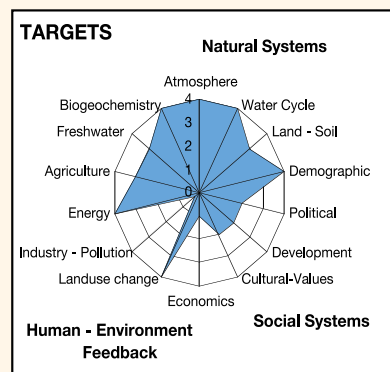 TARGETS
Natural Systems
Atmosphere
Biogeochemistry
4
Water Cycle
Freshwater
3
Land - Soil
2
Agriculture
1
Demographic
Energy
0
Political
Industry - Pollution
Development
Landuse change
Cultural-Values
Economics
Human - Environment
Feedback
Social Systems